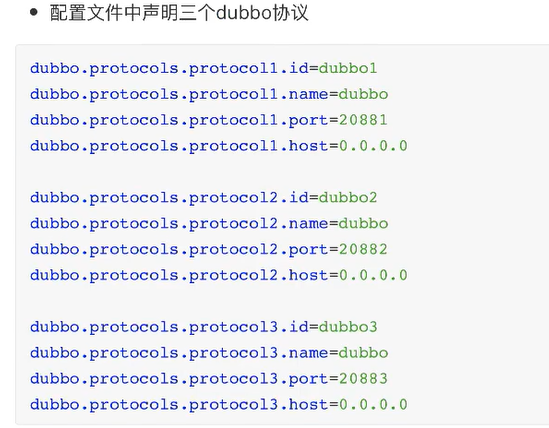 • 配置文件中声明三个dubbo协议
dubbo.protocols.protocol1.id=dubbo1
dubbo.protocols.protocol1.name=dubbo
dubbo.protocols.protocol1.port=20881
dubbo.protocols.protocol1.host=0.0.0.0
dubbo.protocols.protocol2.id=dubbo2
dubbo.protocols.protocol2.name=dubbo
dubbo.protocols.protocol2.port=20882
dubbo.protocols.protocol2.host=0.0.0.0
dubbo.protocols.protocol3.id=dubbo3
dubbo.protocols.protocol3.name=dubbo
dubbo.protocols.protocol3.port=20883
dubbo.protocols.protocol3.host=0.0.0.0